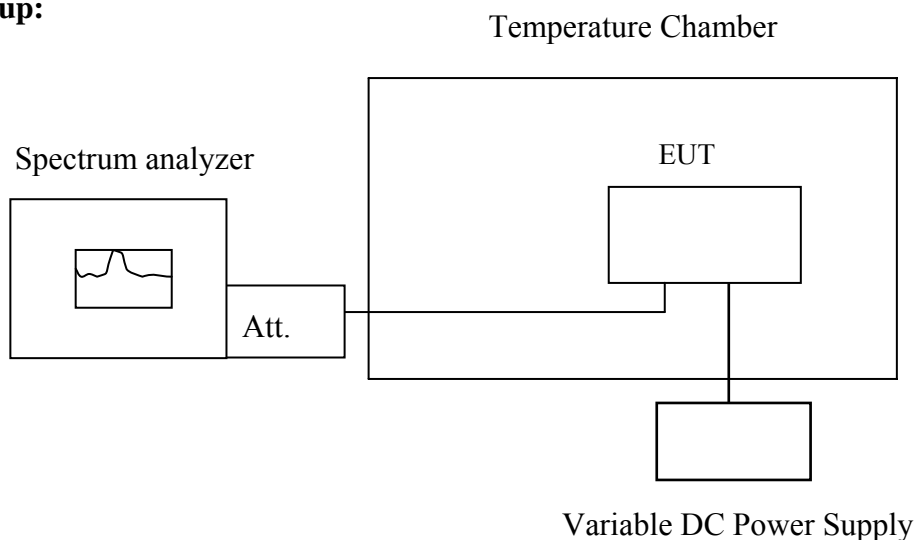 up:
Temperature Chamber
Spectrum analyzer
EUT
Att.
Variable DC Power Supply